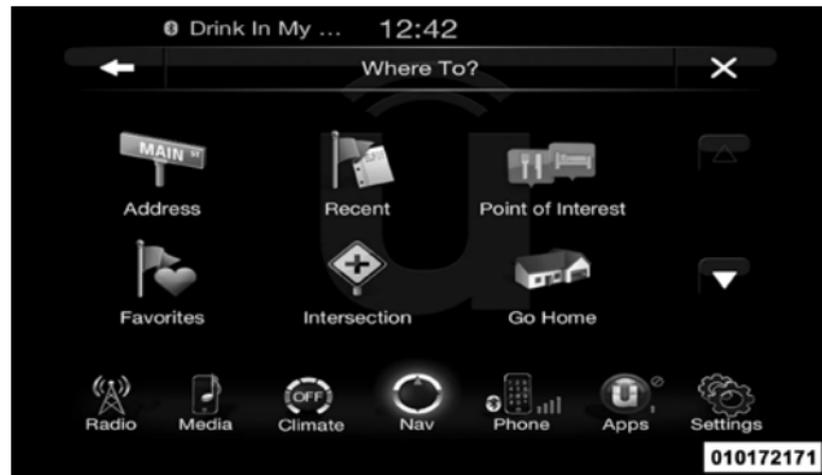 Drink In My ... 12:42
Where To?
MAIN ST
Address Recent Point of Interest
Favorites Intersection Go Home
OFF
Radio Media Climate Nav Phone Apps Settings
010172171